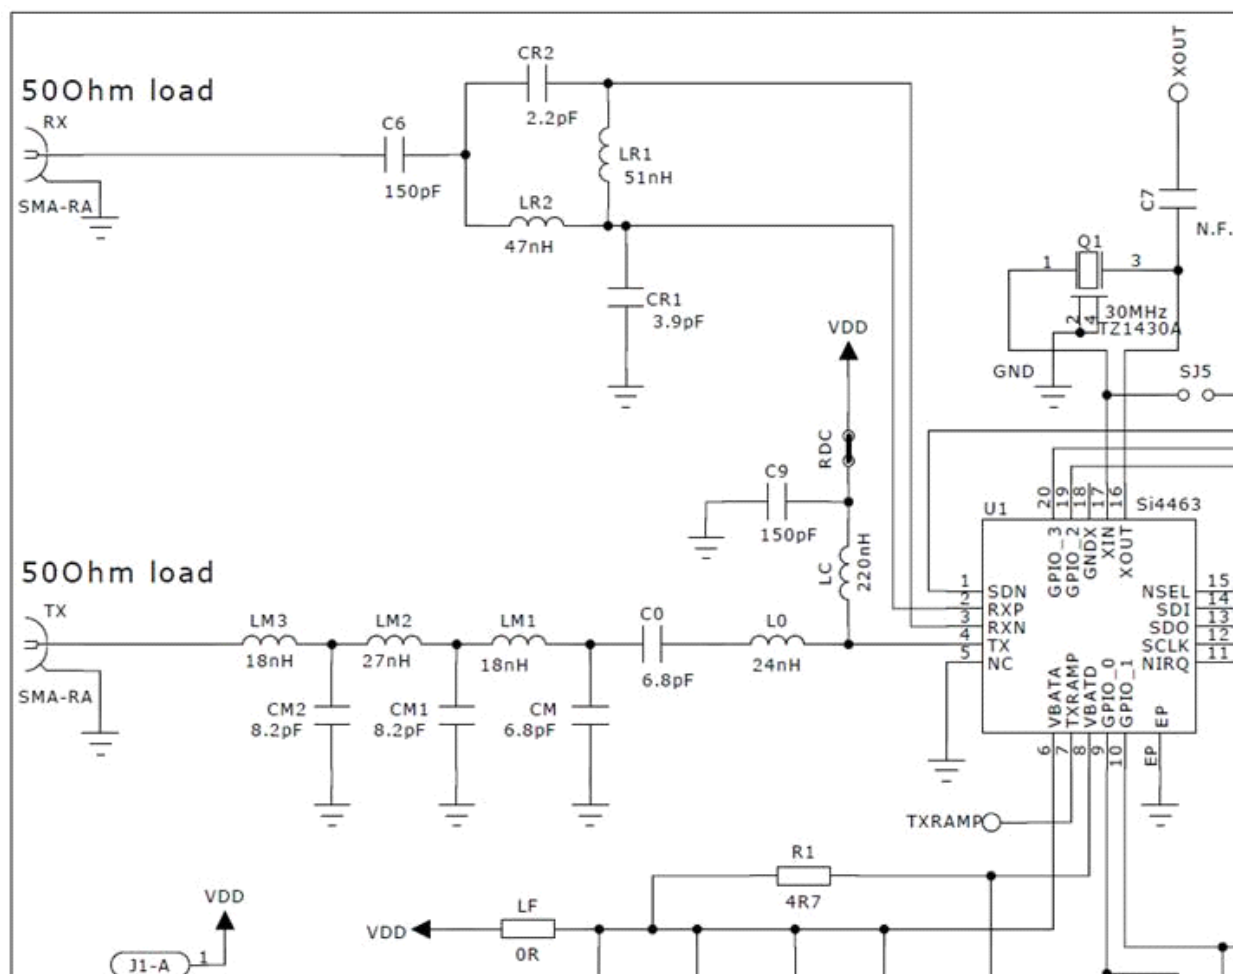 50Ohm load
RX
SMA-RA
C6
150pF
CR2
2.2pF
LR1
51nH
LR2
47nH
CR1
3.9pF
XOUT
C7
N.F.
Q1
1
3
2
4
30MHz
TZ1430A
GND
SJ5
VDD
RDC
C9
150pF
LC
220nH
50Ohm load
TX
SMA-RA
LM3
18nH
LM2
27nH
LM1
18nH
C0
6.8pF
L0
24nH
CM2
8.2pF
CM1
8.2pF
CM
6.8pF
U1
Si4463
20
19
18
17
16
GPIO_3
GPIO_2
GNDX
XIN
XOUT
1 SDN
2 RXP
3 RXN
4 TX
5 NC
NSEL 15
SDI 14
SDO 13
SCLK 12
NIRQ 11
VBATA
TXRAMP
VBATD
GPIO_0
GPIO_1
EP
6
7
8
9
10
EP
TXRAMP
R1
4R7
VDD
LF
0R
VDD
J1-A
1